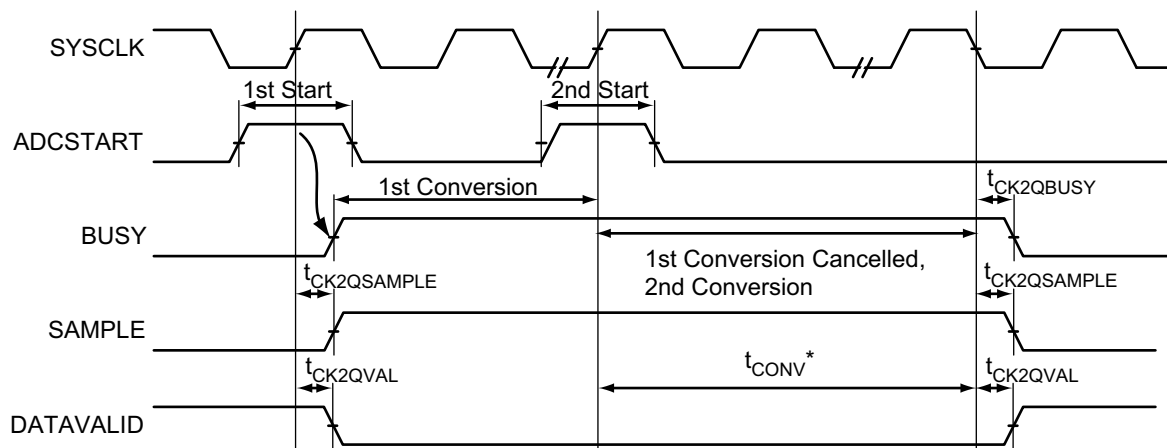 SYSCLK
1st Start
2nd Start
ADCSTART
1st Conversion
tCK2QBUSY
BUSY
1st Conversion Cancelled,
2nd Conversion
tCK2QSAMPLE
tCK2QSAMPLE
SAMPLE
tCONV*
tCK2QVAL
tCK2QVAL
DATAVALID